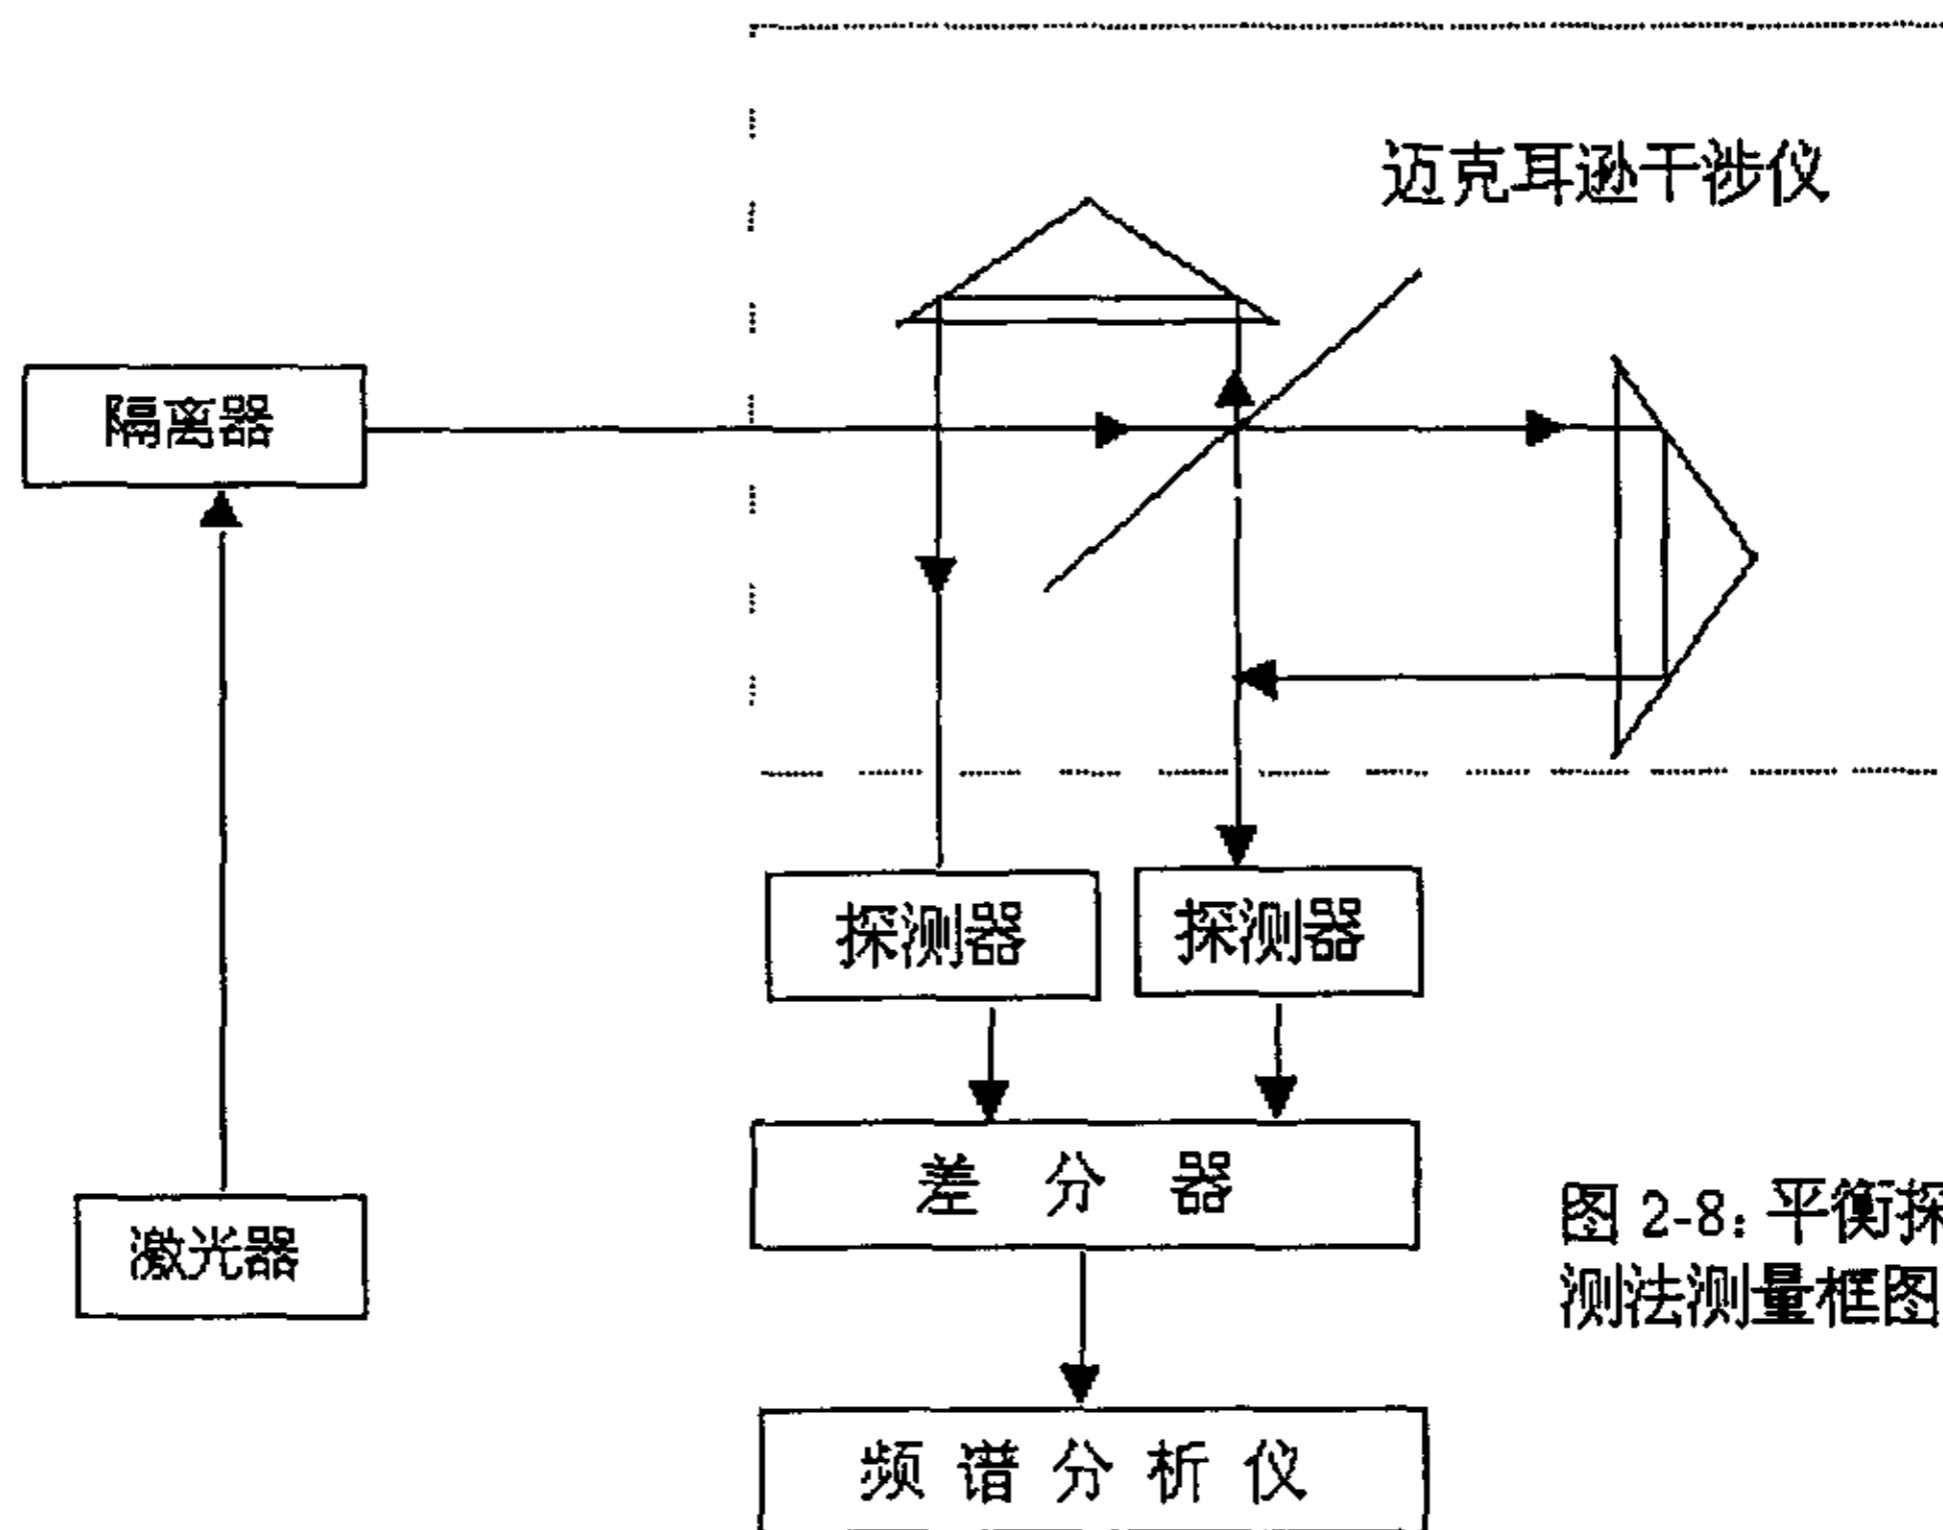 迈克耳逊干涉仪
隔离器
探测器 探测器
差分器
激光器
图 2-8：平衡探
测法测量框图
频谱分析仪